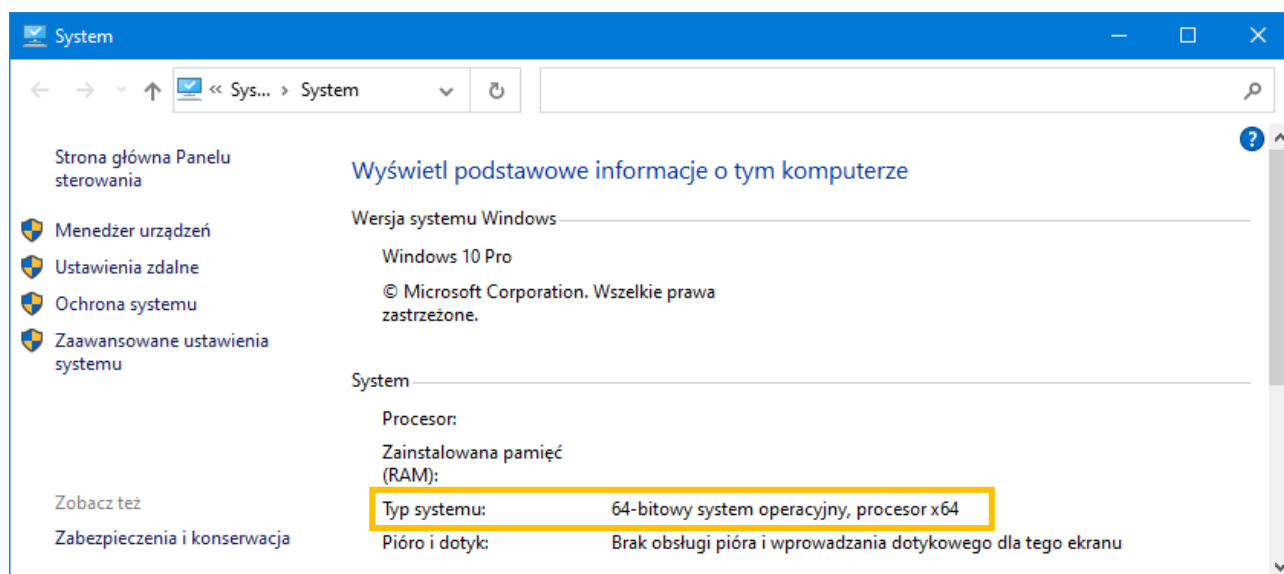 System
« Sys... › System
Strona główna Panelu
sterowania
Menedżer urządzeń
Ustawienia zdalne
Ochrona systemu
Zaawansowane ustawienia
systemu
Zobacz też
Zabezpieczenia i konserwacja
?
Wyświetl podstawowe informacje o tym komputerze
Wersja systemu Windows
Windows 10 Pro
© Microsoft Corporation. Wszelkie prawa
zastrzeżone.
System
Procesor:
Zainstalowana pamięć
(RAM):
Typ systemu: 64-bitowy system operacyjny, procesor x64
Pióro i dotyk: Brak obsługi pióra i wprowadzania dotykowego dla tego ekranu